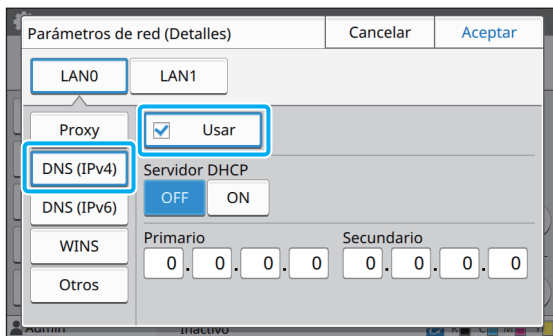 Parámetros de red (Detalles) Cancelar Aceptar
LAN0 LAN1
Proxy
Usar
DNS (IPv4)
Servidor DHCP
OFF ON
DNS (IPv6)
WINS
Primario Secundario
0 . 0 . 0 . 0 0 . 0 . 0 . 0
Otros
Admin Inactivo K C M Y